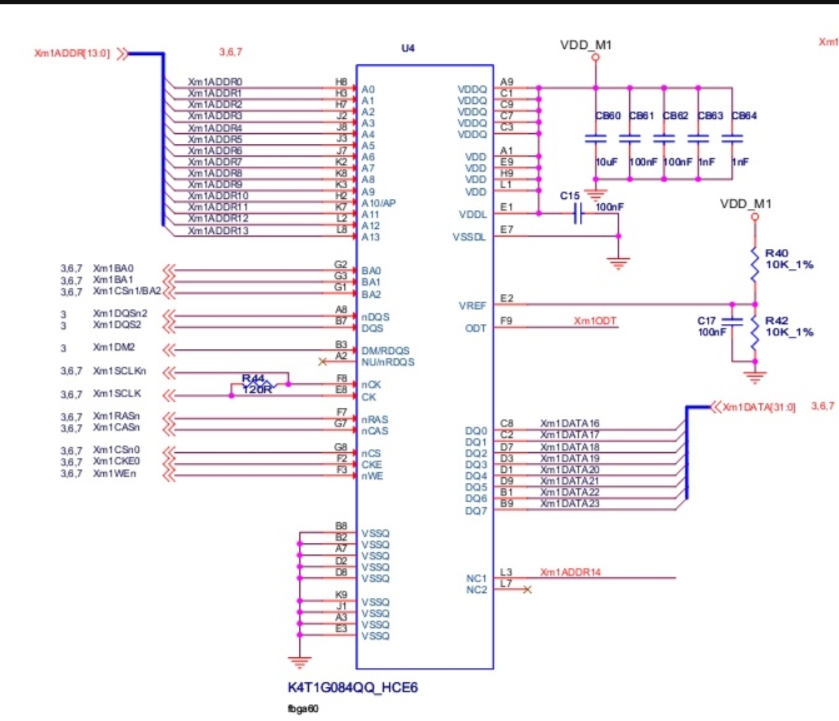 Xm1ADDR[13:0]
3,6,7
U4
VDD_M1
Xm1
Xm1ADDR0 H8 A0
Xm1ADDR1 H3 A1
Xm1ADDR2 H7 A2
Xm1ADDR3 J2 A3
Xm1ADDR4 J8 A4
Xm1ADDR5 J3 A5
Xm1ADDR6 J7 A6
Xm1ADDR7 K2 A7
Xm1ADDR8 K8 A8
Xm1ADDR9 K3 A9
Xm1ADDR10 H2 A10/AP
Xm1ADDR11 K7 A11
Xm1ADDR12 L2 A12
Xm1ADDR13 L8 A13
VDDQ A9
VDDQ C1
VDDQ C9
VDDQ C7
VDDQ C3
VDD A1
VDD E9
VDD H9
VDD L1
VDDL E1
VSSDL E7
CB60 CB61 CB62 CB63 CB64
10uF 100nF 100nF 1nF 1nF
C15
100nF
VDD_M1
R40
10K_1%
3,6,7 Xm1BA0 G2 BA0
3,6,7 Xm1BA1 G3 BA1
3,6,7 Xm1CSn1/BA2 G1 BA2
3 Xm1DQSn2 A8 nDQS
3 Xm1DQS2 B7 DQS
3 Xm1DM2 B3 DM/RDQS
A2 NU/nRDQS
3,6,7 Xm1SCLKn F8 nCK
R44
120R
3,6,7 Xm1SCLK E8 CK
3,6,7 Xm1RASn F7 nRAS
3,6,7 Xm1CASn G7 nCAS
3,6,7 Xm1CSn0 G8 nCS
3,6,7 Xm1CKE0 F2 CKE
3,6,7 Xm1WEn F3 nWE
VREF E2
ODT F9 Xm1ODT
C17
100nF
R42
10K_1%
Xm1DATA[31:0] 3,6,7
DQ0 C8 Xm1DATA16
DQ1 C2 Xm1DATA17
DQ2 D7 Xm1DATA18
DQ3 D3 Xm1DATA19
DQ4 D1 Xm1DATA20
DQ5 D9 Xm1DATA21
DQ6 B1 Xm1DATA22
DQ7 B9 Xm1DATA23
B8 VSSQ
B2 VSSQ
A7 VSSQ
D2 VSSQ
D8 VSSQ
K9 VSSQ
J1 VSSQ
A3 VSSQ
E3 VSSQ
NC1 L3 Xm1ADDR14
NC2 L7
K4T1G084QQ_HCE6
fbga60